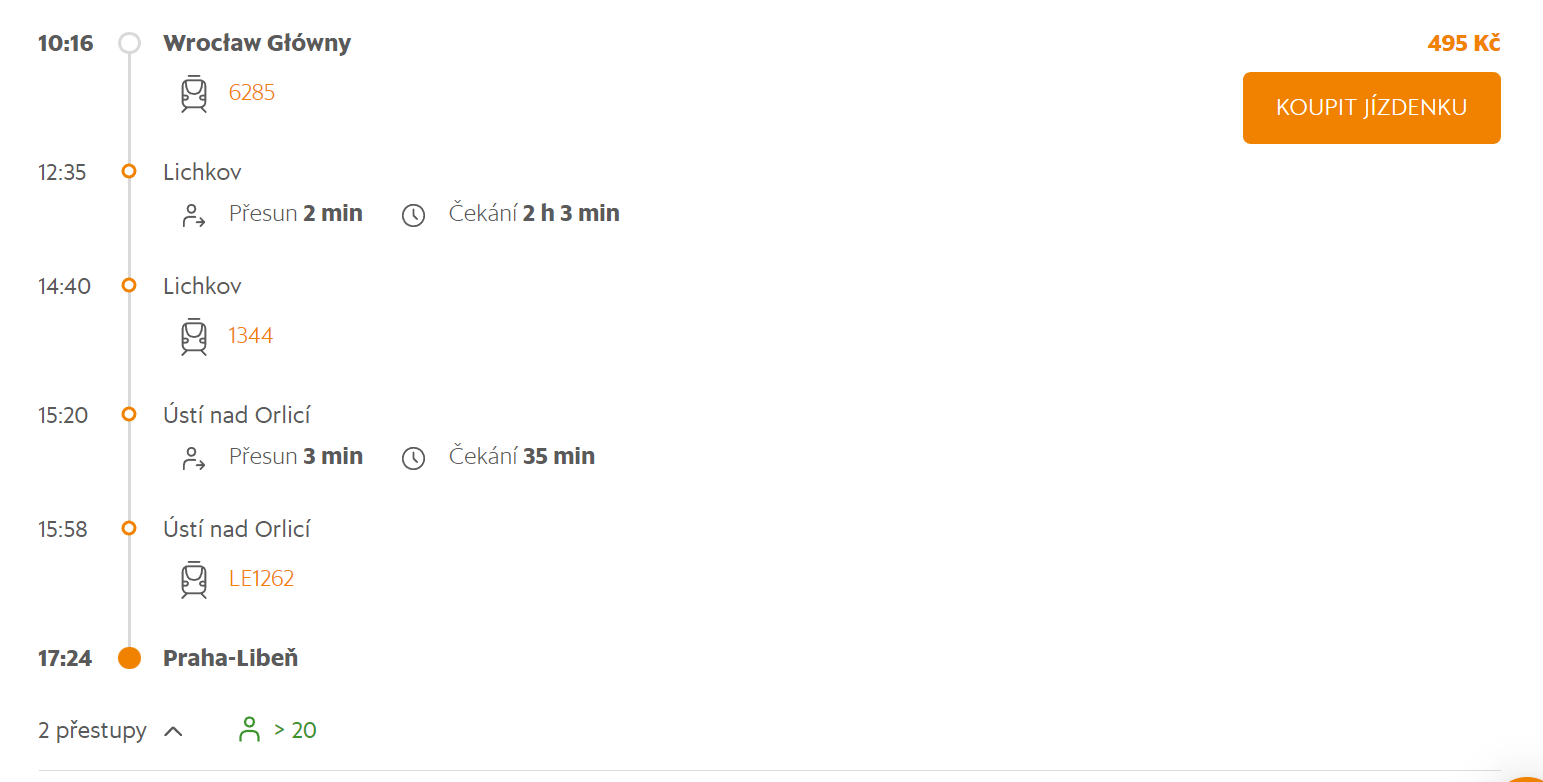 10:16 Wrocław Główny 495 Kč
6285 KOUPIT JÍZDENKU
12:35 Lichkov
Přesun 2 min Čekání 2 h 3 min
14:40 Lichkov
1344
15:20 Ústí nad Orlicí
Přesun 3 min Čekání 35 min
15:58 Ústí nad Orlicí
LE1262
17:24 Praha-Libeň
2 přestupy > 20